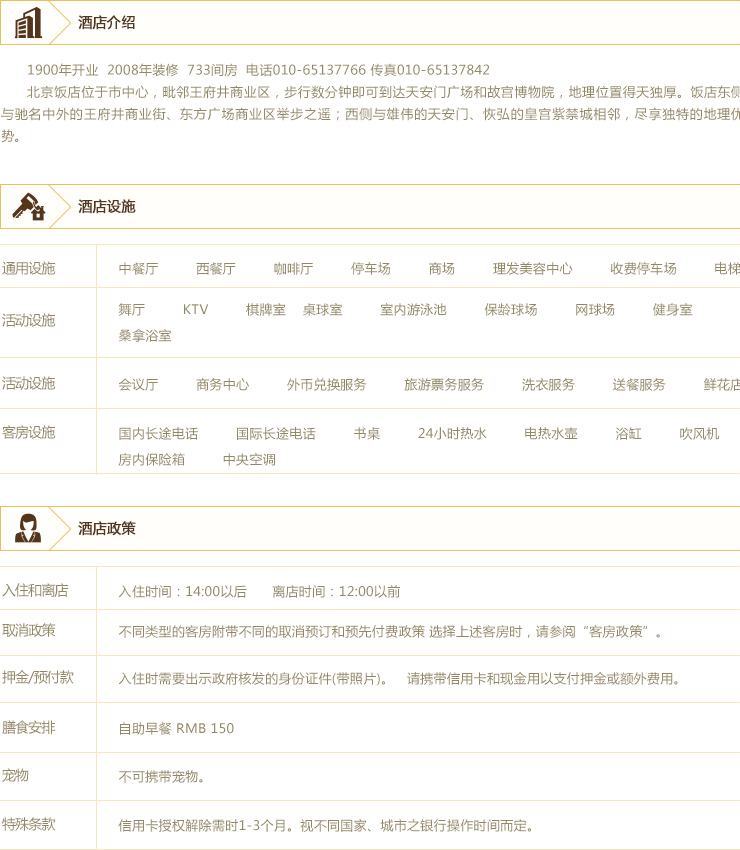 酒店介绍
1900年开业 2008年装修 733间房 电话010-65137766 传真010-65137842
北京饭店位于市中心，毗邻王府井商业区，步行数分钟即可到达天安门广场和故宫博物院，地理位置得天独厚。饭店东侧
与驰名中外的王府井商业街、东方广场商业区举步之遥；西侧与雄伟的天安门、恢弘的皇宫紫禁城相邻，尽享独特的地理优
势。
酒店设施
通用设施 中餐厅 西餐厅 咖啡厅 停车场 商场 理发美容中心 收费停车场 电梯
活动设施 舞厅 KTV 棋牌室 桌球室 室内游泳池 保龄球场 网球场 健身室
桑拿浴室
活动设施 会议厅 商务中心 外币兑换服务 旅游票务服务 洗衣服务 送餐服务 鲜花店
客房设施 国内长途电话 国际长途电话 书桌 24小时热水 电热水壶 浴缸 吹风机
房内保险箱 中央空调
酒店政策
入住和离店 入住时间：14:00以后 离店时间：12:00以前
取消政策 不同类型的客房附带不同的取消预订和预先付费政策 选择上述客房时，请参阅“客房政策”。
押金/预付款 入住时需要出示政府核发的身份证件(带照片)。 请携带信用卡和现金用以支付押金或额外费用。
膳食安排 自助早餐 RMB 150
宠物 不可携带宠物。
特殊条款 信用卡授权解除需时1-3个月。视不同国家、城市之银行操作时间而定。